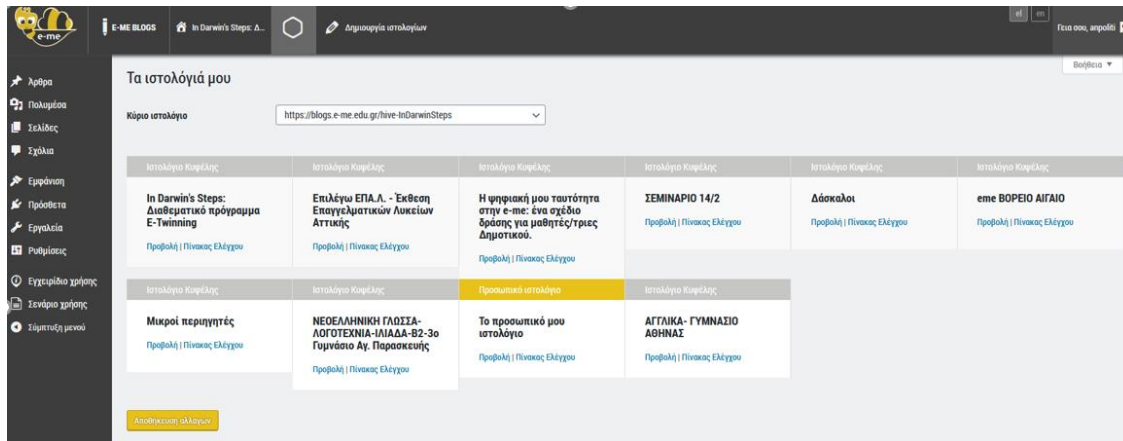 e-me
E-ME BLOGS
In Darwin's Steps: Δ...
Δημιουργία ιστολογίων
el en
Γεια σου, anpoliti
Βοήθεια
Άρθρα
Πολυμέσα
Σελίδες
Σχόλια
Εμφάνιση
Πρόσθετα
Εργαλεία
Ρυθμίσεις
Εγχειρίδιο χρήσης
Σενάριο χρήσης
Σύμπτυξη μενού
Τα ιστολόγιά μου
Κύριο ιστολόγιο
https://blogs.e-me.edu.gr/hive-InDarwinSteps
Ιστολόγιο Κυψέλης
In Darwin's Steps:
Διαθεματικό πρόγραμμα
E-Twinning
Προβολή | Πίνακας Ελέγχου
Ιστολόγιο Κυψέλης
Επιλέγω ΕΠΑ.Λ. - Έκθεση
Επαγγελματικών Λυκείων
Αττικής
Προβολή | Πίνακας Ελέγχου
Ιστολόγιο Κυψέλης
Η ψηφιακή μου ταυτότητα
στην e-me: ένα σχέδιο
δράσης για μαθητές/τριες
Δημοτικού.
Προβολή | Πίνακας Ελέγχου
Ιστολόγιο Κυψέλης
ΣΕΜΙΝΑΡΙΟ 14/2
Προβολή | Πίνακας Ελέγχου
Ιστολόγιο Κυψέλης
Δάσκαλοι
Προβολή | Πίνακας Ελέγχου
Ιστολόγιο Κυψέλης
eme ΒΟΡΕΙΟ ΑΙΓΑΙΟ
Προβολή | Πίνακας Ελέγχου
Ιστολόγιο Κυψέλης
Μικροί περιηγητές
Προβολή | Πίνακας Ελέγχου
Ιστολόγιο Κυψέλης
ΝΕΟΕΛΛΗΝΙΚΗ ΓΛΩΣΣΑ-
ΛΟΓΟΤΕΧΝΙΑ-ΙΛΙΑΔΑ-Β2-3ο
Γυμνάσιο Αγ. Παρασκευής
Προβολή | Πίνακας Ελέγχου
Προσωπικό ιστολόγιο
Το προσωπικό μου
ιστολόγιο
Προβολή | Πίνακας Ελέγχου
Ιστολόγιο Κυψέλης
ΑΓΓΛΙΚΑ- ΓΥΜΝΑΣΙΟ
ΑΘΗΝΑΣ
Προβολή | Πίνακας Ελέγχου
Αποθήκευση αλλαγών